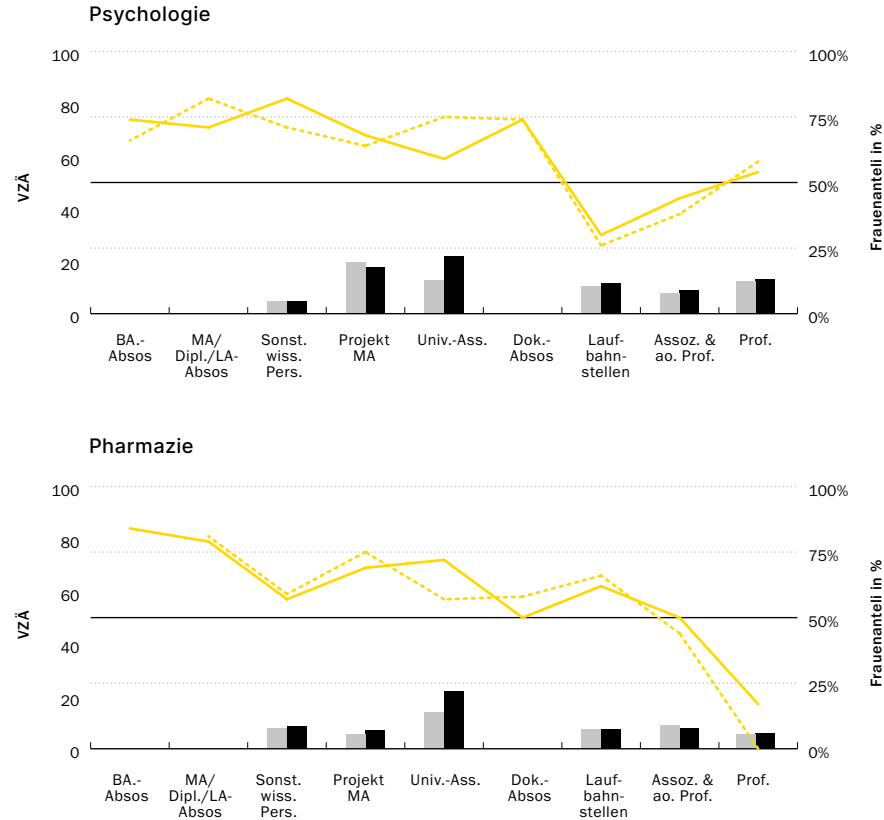 Psychologie
100
80
60
40
20
0
VZÄ
100%
75%
50%
25%
0%
Frauenanteli in %
BA.-
Absos
MA/
Dipl./LA-
Absos
Sonst.
wiss.
Pers.
Projekt
MA
Univ.-Ass.
Dok.-
Absos
Lauf-
bahn-
stellen
Assoz. &
ao. Prof.
Prof.
Pharmazie
100
80
60
40
20
0
VZÄ
100%
75%
50%
25%
0%
Frauenanteli in %
BA.-
Absos
MA/
Dipl./LA-
Absos
Sonst.
wiss.
Pers.
Projekt
MA
Univ.-Ass.
Dok.-
Absos
Lauf-
bahn-
stellen
Assoz. &
ao. Prof.
Prof.